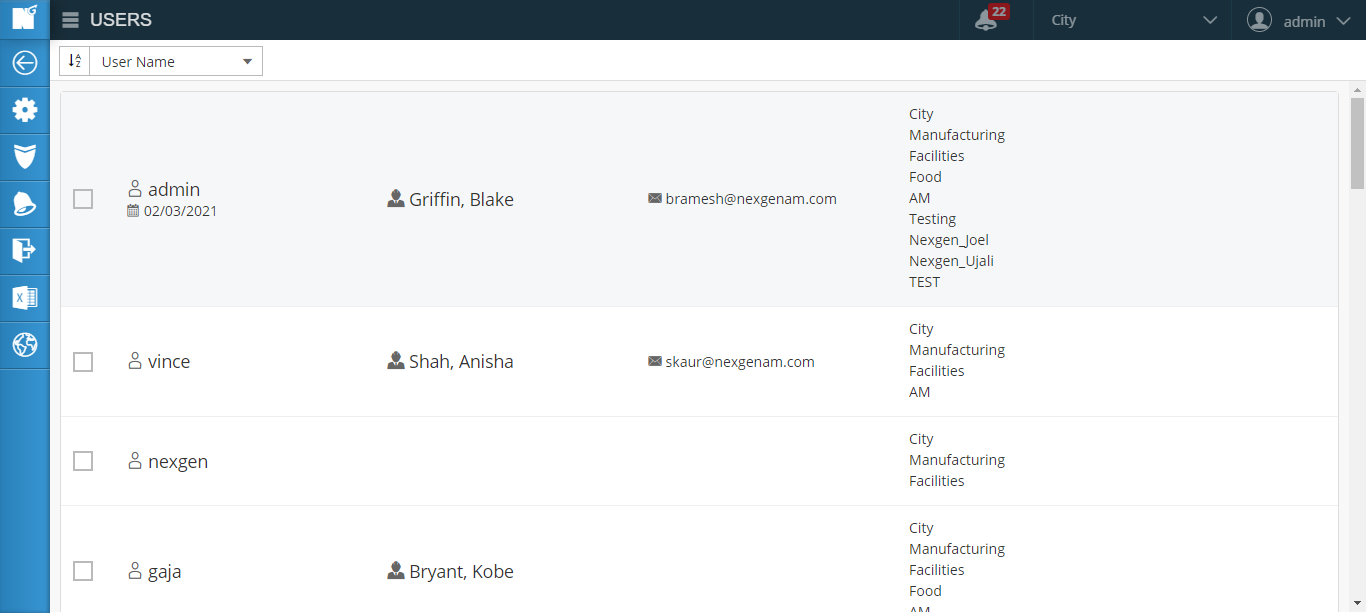 USERS
22
City
admin
User Name
admin
02/03/2021
Griffin, Blake
bramesh@nexgenam.com
City
Manufacturing
Facilities
Food
AM
Testing
Nexgen_Joel
Nexgen_Ujali
TEST
vince
Shah, Anisha
skaur@nexgenam.com
City
Manufacturing
Facilities
AM
nexgen
City
Manufacturing
Facilities
gaja
Bryant, Kobe
City
Manufacturing
Facilities
Food
AM